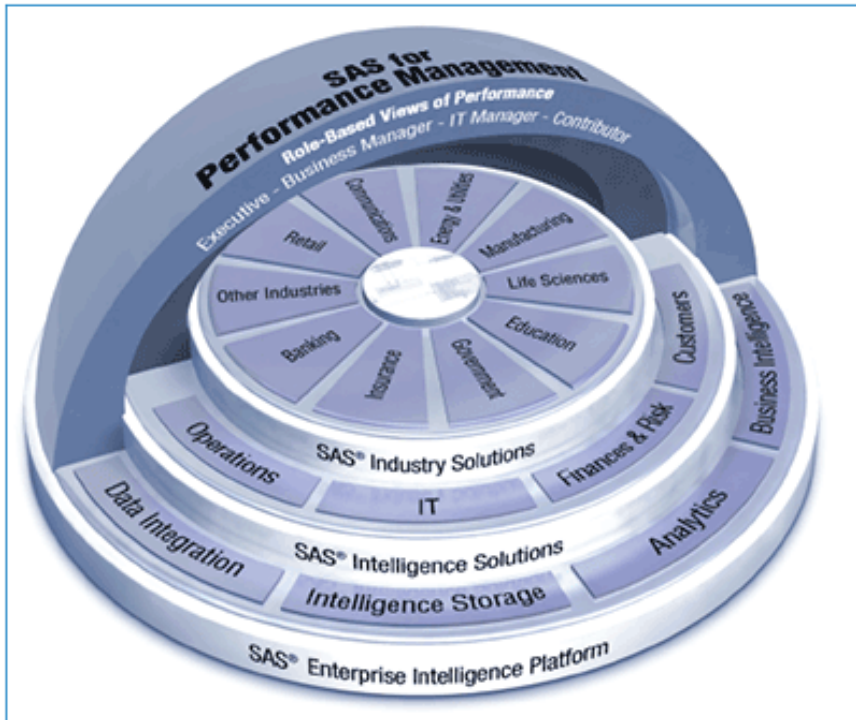 SAS for
Performance Management
Role-Based Views of Performance
Executive - Business Manager - IT Manager - Contributor
Communications
Energy & Utilities
Retail
Manufacturing
Other Industries
Life Sciences
Banking
Education
Insurance
Government
SAS® Industry Solutions
Operations
IT
Finances & Risk
Customers
SAS® Intelligence Solutions
Data Integration
Intelligence Storage
Analytics
Business Intelligence
SAS® Enterprise Intelligence Platform